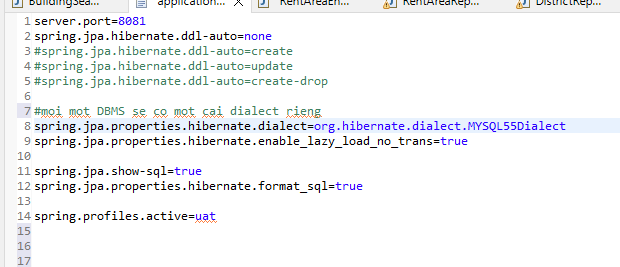 BuildingSea...
application....
RentAreaEn...
RentAreaRep...
DistrictRep...
1 server.port=8081
2 spring.jpa.hibernate.ddl-auto=none
3 #spring.jpa.hibernate.ddl-auto=create
4 #spring.jpa.hibernate.ddl-auto=update
5 #spring.jpa.hibernate.ddl-auto=create-drop
6
7 #moi mot DBMS se co mot cai dialect rieng
8 spring.jpa.properties.hibernate.dialect=org.hibernate.dialect.MYSQL55Dialect
9 spring.jpa.properties.hibernate.enable_lazy_load_no_trans=true
10
11 spring.jpa.show-sql=true
12 spring.jpa.properties.hibernate.format_sql=true
13
14 spring.profiles.active=uat
15
16
17